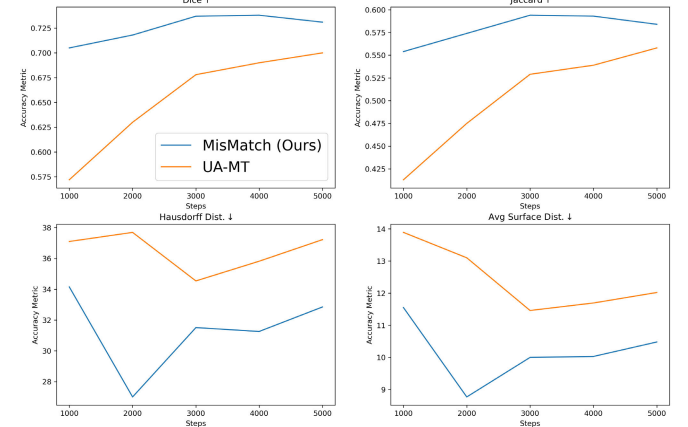 Dice ↑
Accuracy Metric
0.725
0.700
0.675
0.650
0.625
0.600
0.575
MisMatch (Ours)
UA-MT
1000 2000 3000 4000 5000
Steps
Jaccard ↑
Accuracy Metric
0.600
0.575
0.550
0.525
0.500
0.475
0.450
0.425
1000 2000 3000 4000 5000
Steps
Hausdorff Dist. ↓
Accuracy Metric
38
36
34
32
30
28
1000 2000 3000 4000 5000
Steps
Avg Surface Dist. ↓
Accuracy Metric
14
13
12
11
10
9
1000 2000 3000 4000 5000
Steps